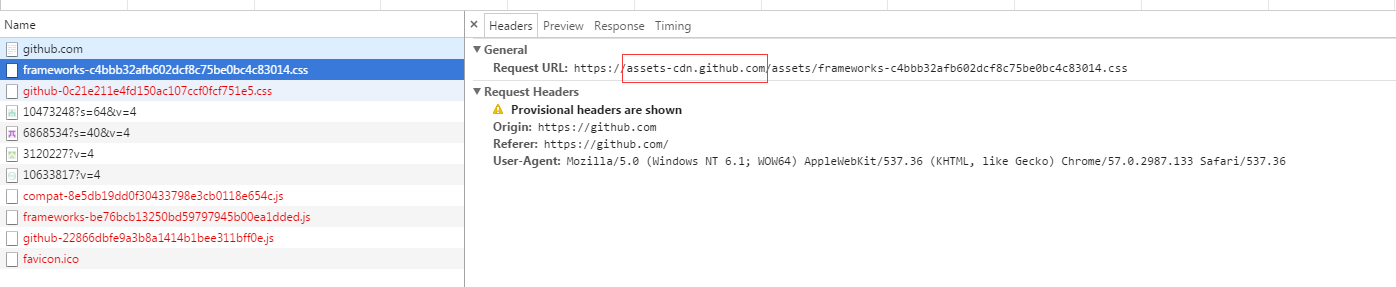 Name
github.com
frameworks-c4bbb32afb602dcf8c75be0bc4c83014.css
github-0c21e211e4fd150ac107ccf0fcf751e5.css
10473248?s=64&v=4
6868534?s=40&v=4
3120227?v=4
10633817?v=4
compat-8e5db19dd0f30433798e3cb0118e654c.js
frameworks-be76bcb13250bd59797945b00ea1dded.js
github-22866dbfe9a3b8a1414b1bee311bff0e.js
favicon.ico
× Headers Preview Response Timing
▼ General
Request URL: https://assets-cdn.github.com/assets/frameworks-c4bbb32afb602dcf8c75be0bc4c83014.css
▼ Request Headers
Provisional headers are shown
Origin: https://github.com
Referer: https://github.com/
User-Agent: Mozilla/5.0 (Windows NT 6.1; WOW64) AppleWebKit/537.36 (KHTML, like Gecko) Chrome/57.0.2987.133 Safari/537.36